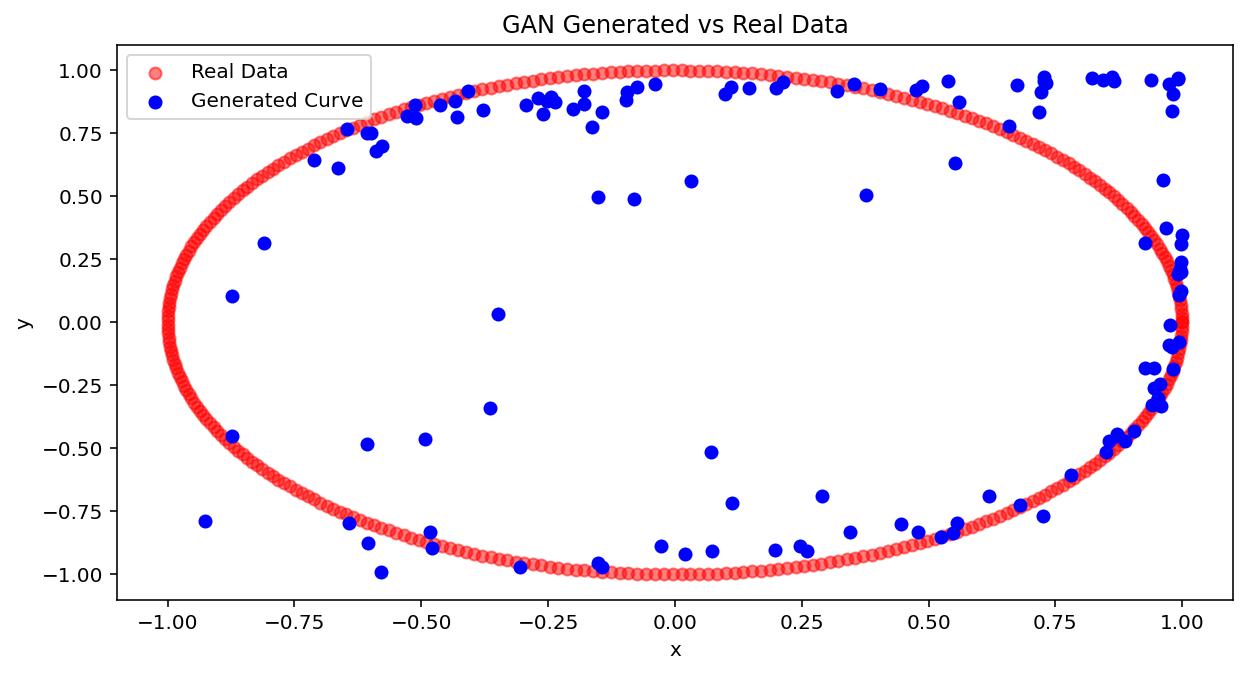 GAN Generated vs Real Data
Real Data
Generated Curve
1.00
0.75
0.50
0.25
0.00
−0.25
−0.50
−0.75
−1.00
y
−1.00 −0.75 −0.50 −0.25 0.00 0.25 0.50 0.75 1.00
x